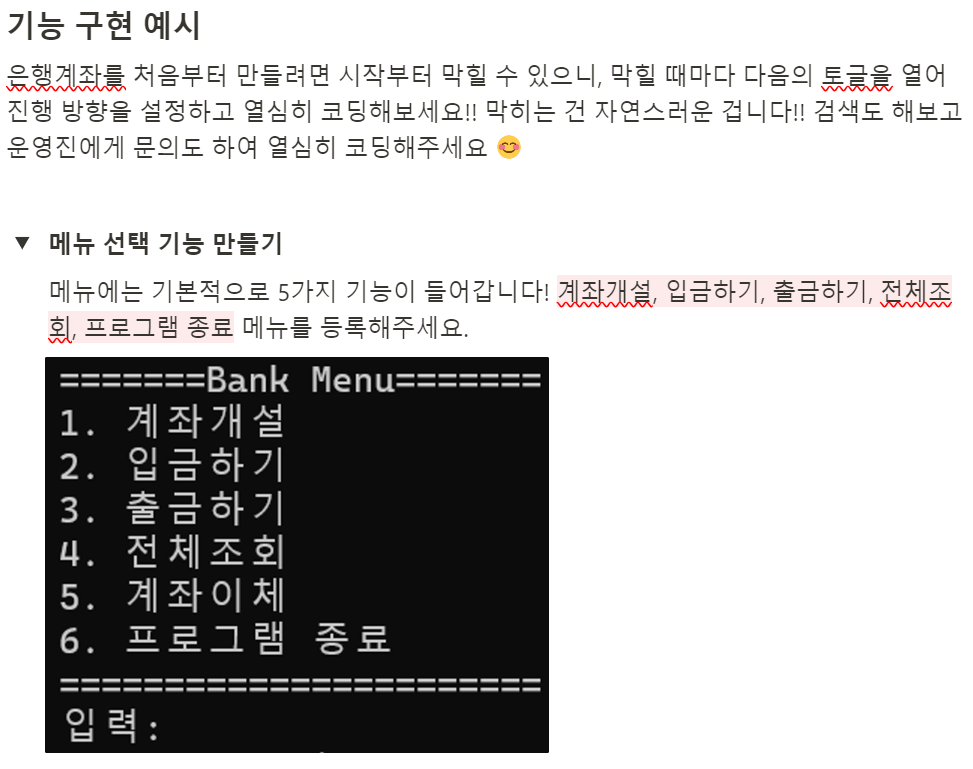 기능 구현 예시
은행계좌를 처음부터 만들려면 시작부터 막힐 수 있으니, 막힐 때마다 다음의 토글을 열어
진행 방향을 설정하고 열심히 코딩해보세요!! 막히는 건 자연스러운 겁니다!! 검색도 해보고
운영진에게 문의도 하여 열심히 코딩해주세요 😊
▼ 메뉴 선택 기능 만들기
메뉴에는 기본적으로 5가지 기능이 들어갑니다! 계좌개설, 입금하기, 출금하기, 전체조
회, 프로그램 종료 메뉴를 등록해주세요.
=======Bank Menu=======
1. 계좌개설
2. 입금하기
3. 출금하기
4. 전체조회
5. 계좌이체
6. 프로그램 종료
=======================
입력: